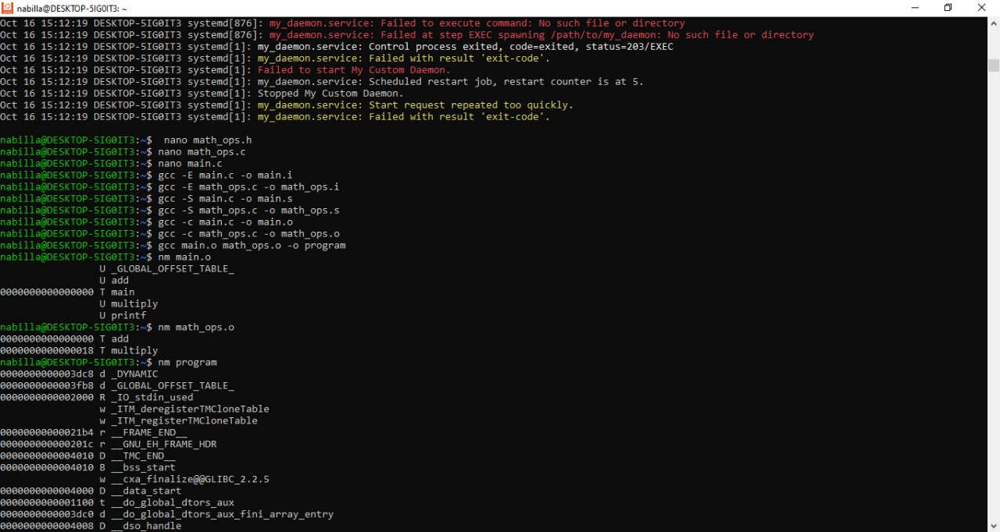 nabilla@DESKTOP-5IG0IT3: ~
Oct 16 15:12:19 DESKTOP-5IG0IT3 systemd[876]: my_daemon.service: Failed to execute command: No such file or directory
Oct 16 15:12:19 DESKTOP-5IG0IT3 systemd[876]: my_daemon.service: Failed at step EXEC spawning /path/to/my_daemon: No such file or directory
Oct 16 15:12:19 DESKTOP-5IG0IT3 systemd[1]: my_daemon.service: Control process exited, code=exited, status=203/EXEC
Oct 16 15:12:19 DESKTOP-5IG0IT3 systemd[1]: my_daemon.service: Failed with result 'exit-code'.
Oct 16 15:12:19 DESKTOP-5IG0IT3 systemd[1]: Failed to start My Custom Daemon.
Oct 16 15:12:19 DESKTOP-5IG0IT3 systemd[1]: my_daemon.service: Scheduled restart job, restart counter is at 5.
Oct 16 15:12:19 DESKTOP-5IG0IT3 systemd[1]: Stopped My Custom Daemon.
Oct 16 15:12:19 DESKTOP-5IG0IT3 systemd[1]: my_daemon.service: Start request repeated too quickly.
Oct 16 15:12:19 DESKTOP-5IG0IT3 systemd[1]: my_daemon.service: Failed with result 'exit-code'.
nabilla@DESKTOP-5IG0IT3:~$  nano math_ops.h
nabilla@DESKTOP-5IG0IT3:~$ nano math_ops.c
nabilla@DESKTOP-5IG0IT3:~$ nano main.c
nabilla@DESKTOP-5IG0IT3:~$ gcc -E main.c -o main.i
nabilla@DESKTOP-5IG0IT3:~$ gcc -E math_ops.c -o math_ops.i
nabilla@DESKTOP-5IG0IT3:~$ gcc -S main.c -o main.s
nabilla@DESKTOP-5IG0IT3:~$ gcc -S math_ops.c -o math_ops.s
nabilla@DESKTOP-5IG0IT3:~$ gcc -c main.c -o main.o
nabilla@DESKTOP-5IG0IT3:~$ gcc -c math_ops.c -o math_ops.o
nabilla@DESKTOP-5IG0IT3:~$ gcc main.o math_ops.o -o program
nabilla@DESKTOP-5IG0IT3:~$ nm main.o
                 U _GLOBAL_OFFSET_TABLE_
                 U add
0000000000000000 T main
                 U multiply
                 U printf
nabilla@DESKTOP-5IG0IT3:~$ nm math_ops.o
0000000000000000 T add
0000000000000018 T multiply
nabilla@DESKTOP-5IG0IT3:~$ nm program
0000000000003dc8 d _DYNAMIC
0000000000003fb8 d _GLOBAL_OFFSET_TABLE_
0000000000002000 R _IO_stdin_used
                 w _ITM_deregisterTMCloneTable
                 w _ITM_registerTMCloneTable
00000000000021b4 r __FRAME_END__
000000000000201c r __GNU_EH_FRAME_HDR
0000000000004010 D __TMC_END__
0000000000004010 B __bss_start
                 w __cxa_finalize@@GLIBC_2.2.5
0000000000004000 D __data_start
0000000000001100 t __do_global_dtors_aux
0000000000003dc0 d __do_global_dtors_aux_fini_array_entry
0000000000004008 D __dso_handle